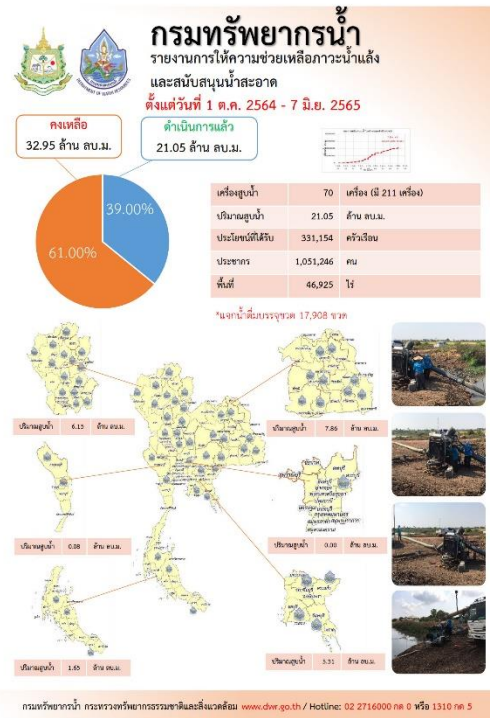 กรมทรัพยากรน้ำ
รายงานการให้ความช่วยเหลือภาวะน้ำแล้ง
และสนับสนุนน้ำสะอาด
ตั้งแต่วันที่ 1 ต.ค. 2564 - 7 มิ.ย. 2565
คงเหลือ
32.95 ล้าน ลบ.ม.
ดำเนินการแล้ว
21.05 ล้าน ลบ.ม.
39.00%
61.00%
เครื่องสูบน้ำ 70 เครื่อง (มี 211 เครื่อง)
ปริมาณสูบน้ำ 21.05 ล้าน ลบ.ม.
ประโยชน์ที่ได้รับ 331,154 ครัวเรือน
ประชากร 1,051,246 คน
พื้นที่ 46,925 ไร่
*แจกน้ำดื่มบรรจุขวด 17,908 ขวด
ปริมาณสูบน้ำ 6.13 ล้าน ลบ.ม.
ปริมาณสูบน้ำ 7.86 ล้าน ลบ.ม.
ปริมาณสูบน้ำ 0.08 ล้าน ลบ.ม.
ปริมาณสูบน้ำ 0.00 ล้าน ลบ.ม.
ปริมาณสูบน้ำ 1.65 ล้าน ลบ.ม.
ปริมาณสูบน้ำ 5.31 ล้าน ลบ.ม.
กรมทรัพยากรน้ำ กระทรวงทรัพยากรธรรมชาติและสิ่งแวดล้อม www.dwr.go.th / Hotline: 02 2716000 กด 0 หรือ 1310 กด 5